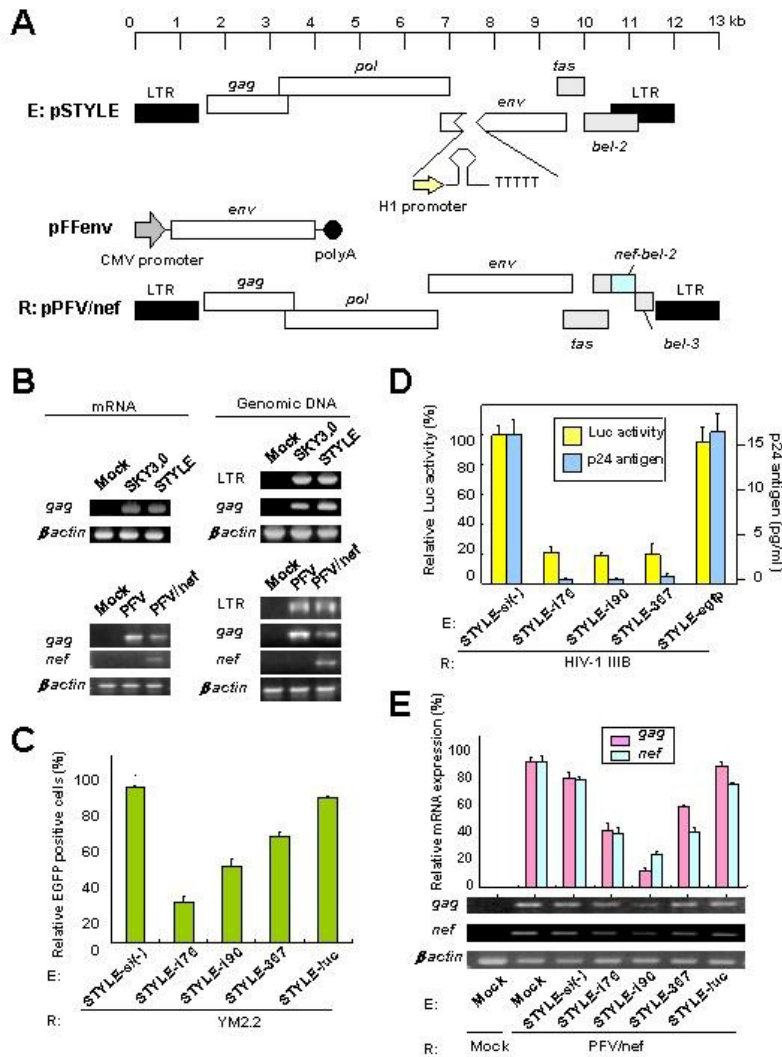 A
0 1 2 3 4 5 6 7 8 9 10 11 12 13 kb
pol
tas
LTR
gag
env
LTR
E: pSTYLE
bel-2
TTTTT
H1 promoter
env
pFFenv
nef-bel-2
CMV promoter
polyA
env
LTR
gag
LTR
R: pPFV/nef
pol
tas
bel-3
B
mRNA
Genomic DNA
Mock SKY3,0 STYLE
Mock SKY3,0 STYLE
LTR
gag
gag
βactin
βactin
Mock PFV PFV/nef
Mock PFV PFV/nef
LTR
gag
gag
nef
nef
βactin
βactin
C
Relative EGFP positive cells (%)
100
80
60
40
20
0
E: STYLE-si(-) STYLE-176 STYLE-190 STYLE-367 STYLE-luc
R: YM2.2
D
Relative Luc activity (%)
Luc activity
p24 antigen
p24 antigen (pg/ml)
100
80
60
40
20
0
15
10
5
0
E: STYLE-si(-) STYLE-176 STYLE-190 STYLE-367 STYLE-egfp
R: HIV-1 IIIB
E
Relative mRNA expression (%)
gag
nef
100
80
60
40
20
0
gag
nef
βactin
E: Mock Mock STYLE-si(-) STYLE-176 STYLE-190 STYLE-367 STYLE-luc
R: Mock PFV/nef